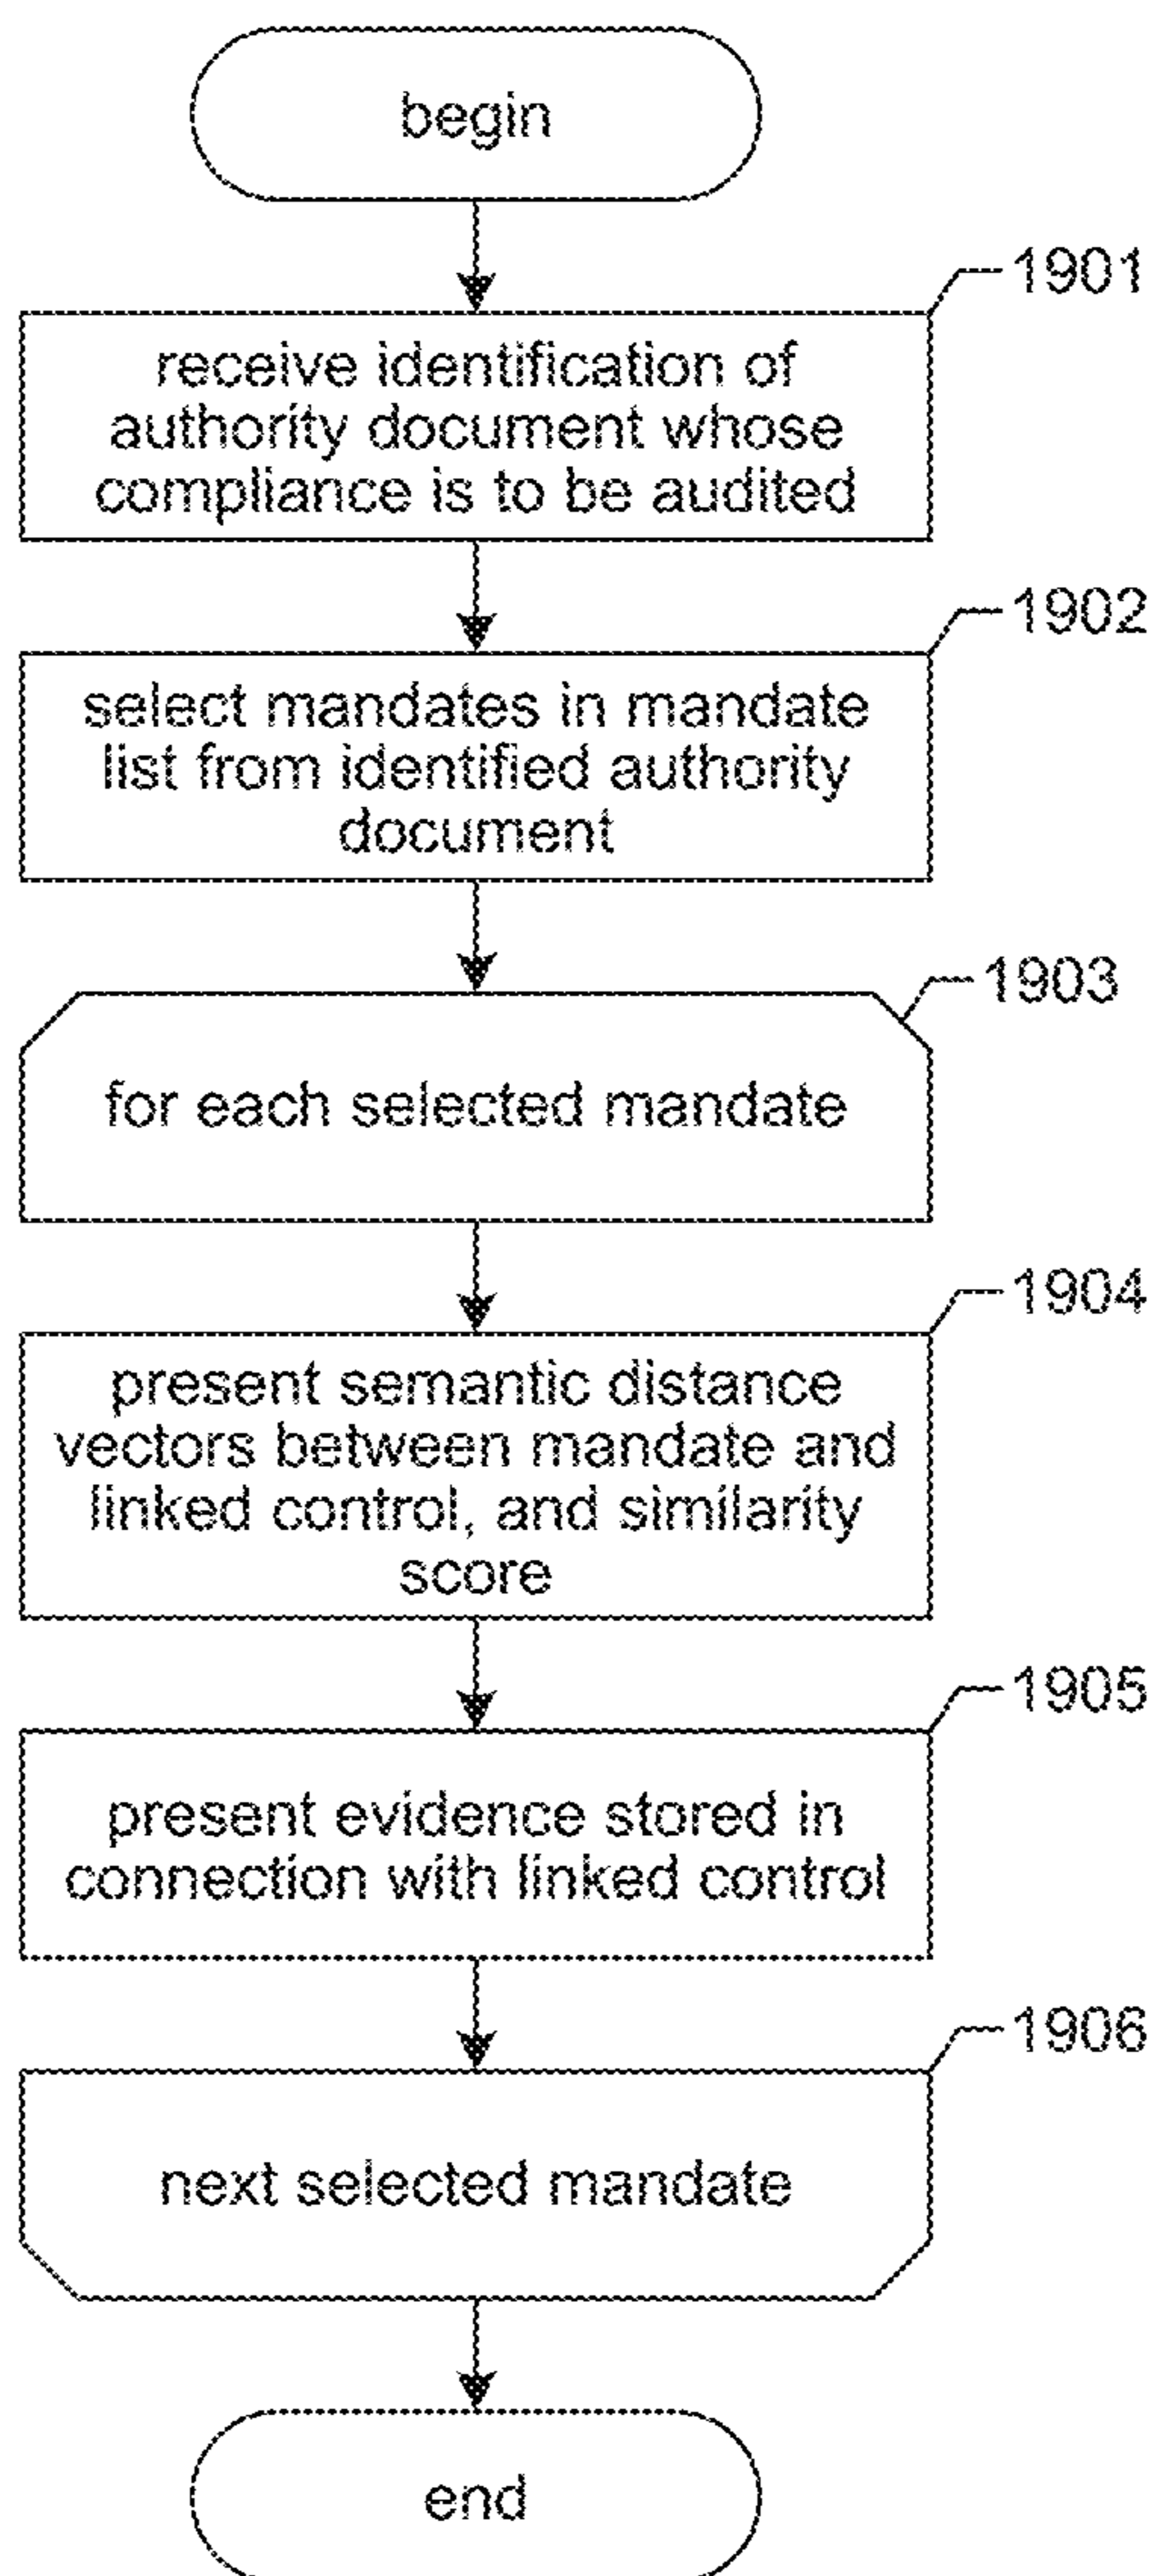 begin
1901
receive identification of
authority document whose
compliance is to be audited
1902
select mandates in mandate
list from identified authority
document
1903
for each selected mandate
1904
present semantic distance
vectors between mandate and
linked control, and similarity
score
1905
present evidence stored in
connection with linked control
1906
next selected mandate
end